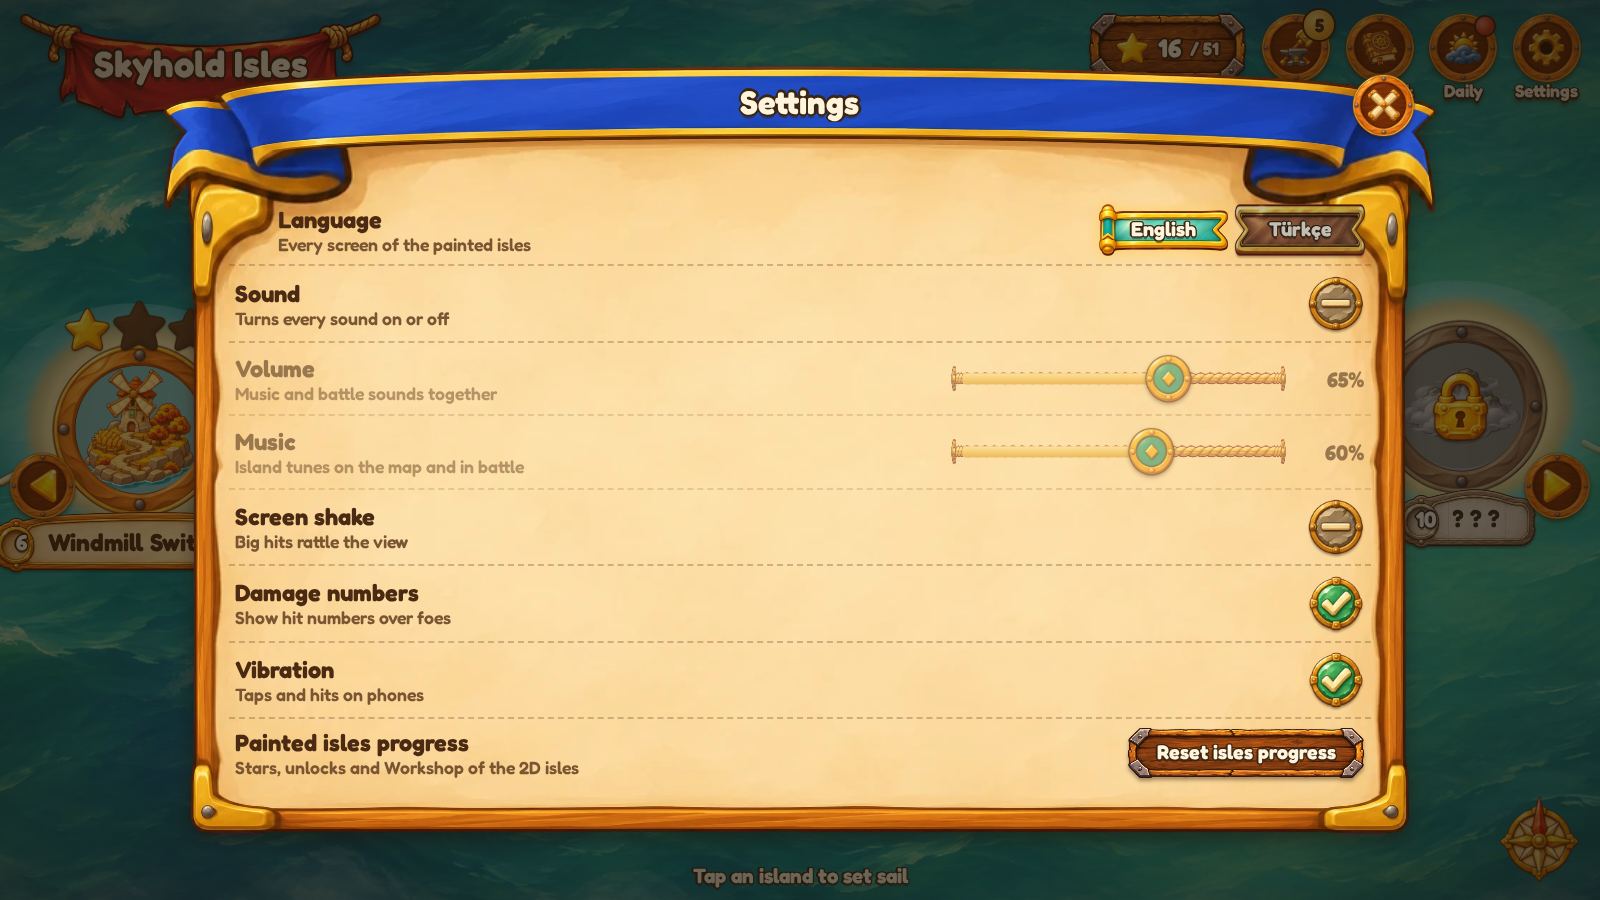 Skyhold Isles
16 / 51
5
Daily
Settings
Settings
Language
Every screen of the painted isles
English
Türkçe
Sound
Turns every sound on or off
Volume
Music and battle sounds together
65%
Music
Island tunes on the map and in battle
60%
Screen shake
Big hits rattle the view
6
Windmill Swit
10
? ? ?
Damage numbers
Show hit numbers over foes
Vibration
Taps and hits on phones
Painted isles progress
Stars, unlocks and Workshop of the 2D isles
Reset isles progress
Tap an island to set sail